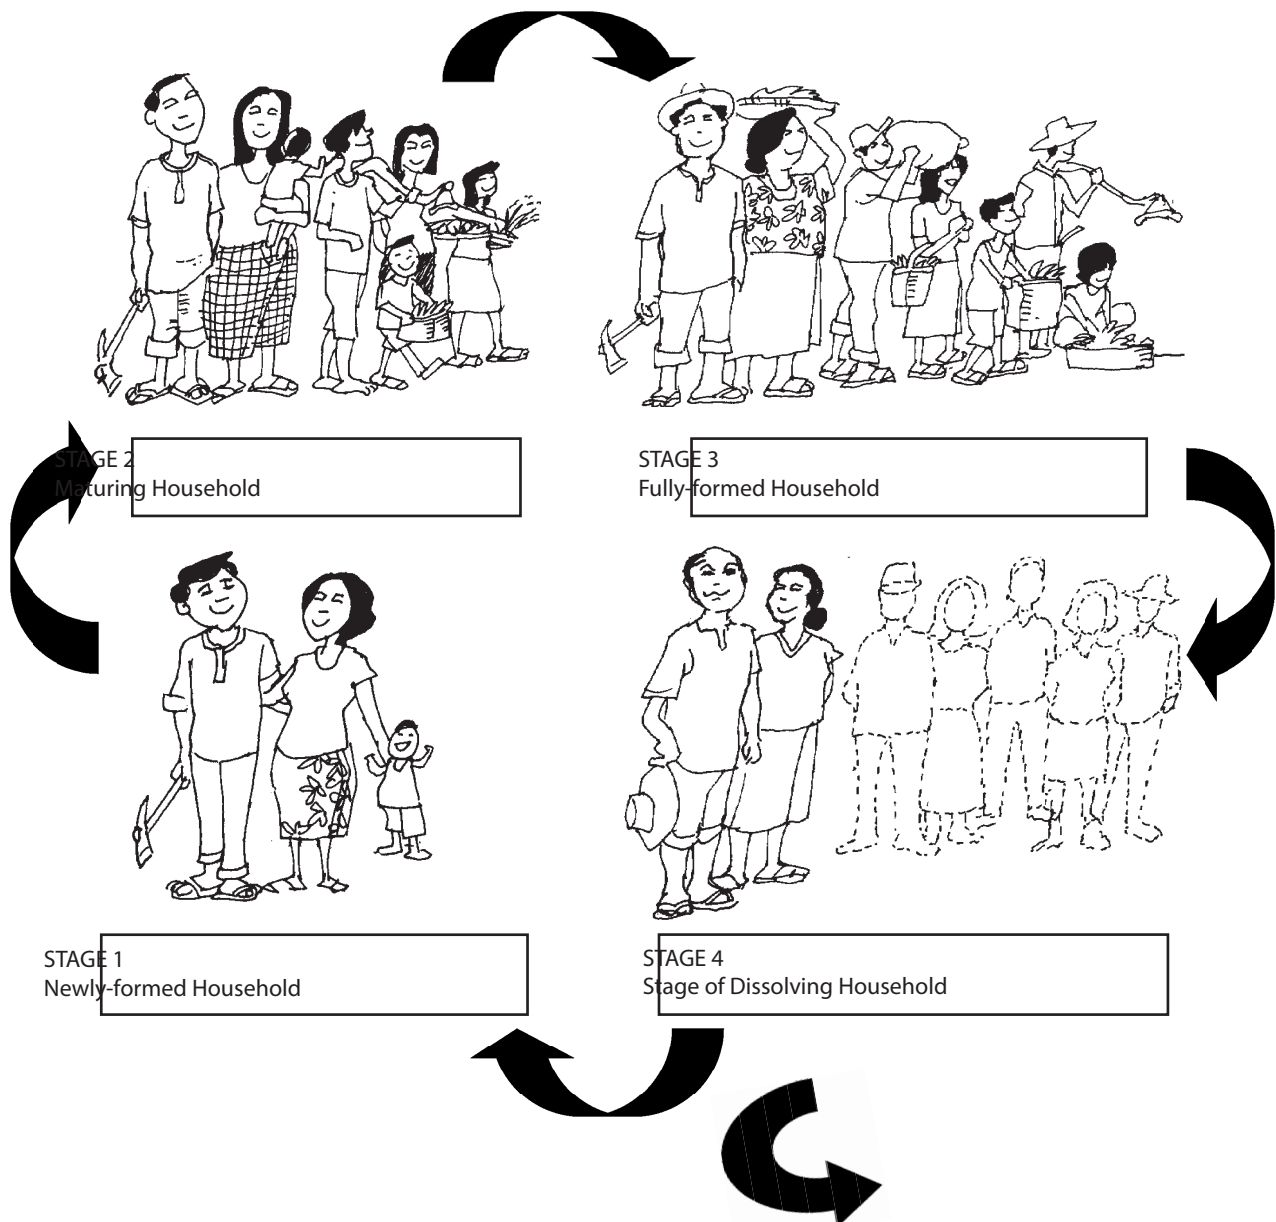 STAGE 2
Maturing Household
STAGE 3
Fully-formed Household
STAGE 1
Newly-formed Household
STAGE 4
Stage of Dissolving Household